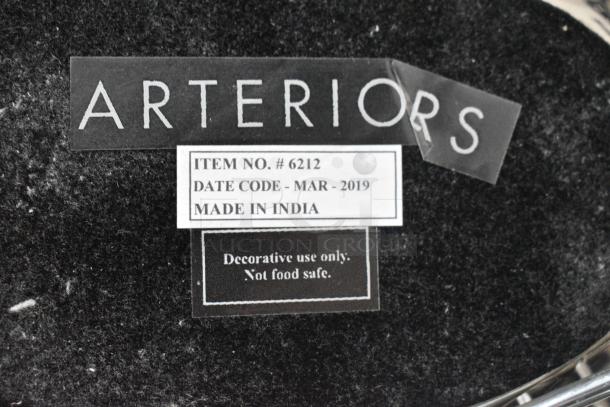 ARTERIORS
ITEM NO. # 6212
DATE CODE - MAR - 2019
MADE IN INDIA
Decorative use only.
Not food safe.